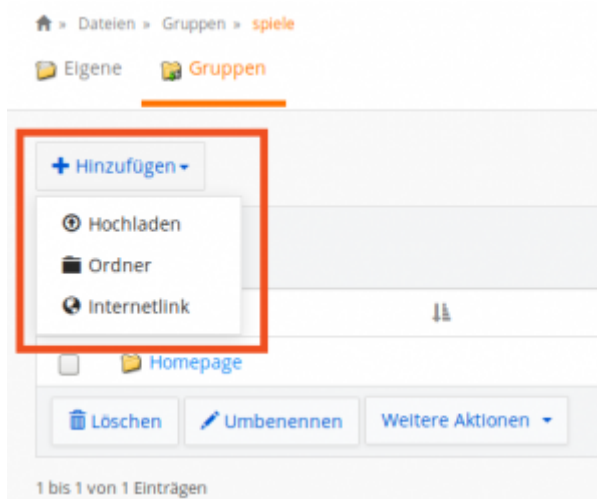 » Dateien » Gruppen » spiele
Eigene Gruppen
+ Hinzufügen
Hochladen
Ordner
Internetlink
Homepage
Löschen Umbenennen Weitere Aktionen
1 bis 1 von 1 Einträgen